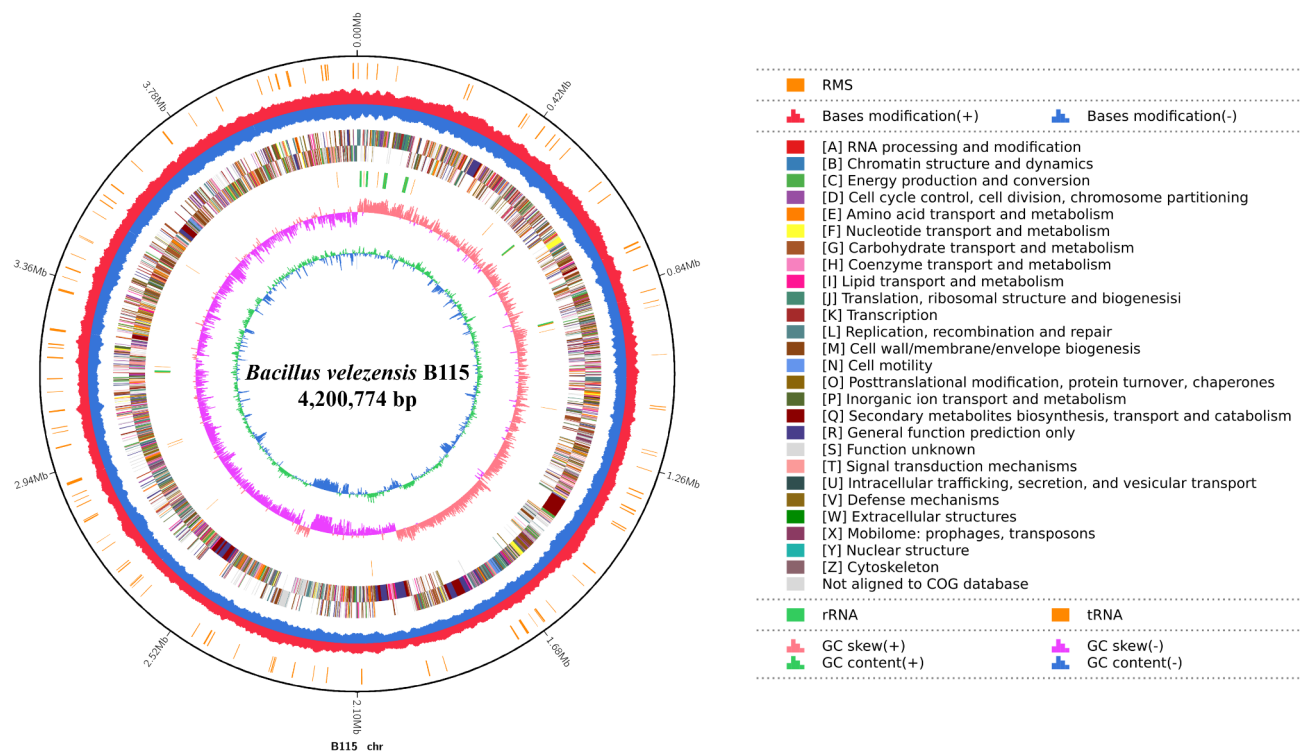 0.00Mb
0.42Mb
0.84Mb
1.26Mb
1.68Mb
2.10Mb
2.52Mb
2.94Mb
3.36Mb
3.78Mb
Bacillus velezensis B115
4,200,774 bp
B115 chr
RMS
Bases modification(+) Bases modification(-)
[A] RNA processing and modification
[B] Chromatin structure and dynamics
[C] Energy production and conversion
[D] Cell cycle control, cell division, chromosome partitioning
[E] Amino acid transport and metabolism
[F] Nucleotide transport and metabolism
[G] Carbohydrate transport and metabolism
[H] Coenzyme transport and metabolism
[I] Lipid transport and metabolism
[J] Translation, ribosomal structure and biogenesisi
[K] Transcription
[L] Replication, recombination and repair
[M] Cell wall/membrane/envelope biogenesis
[N] Cell motility
[O] Posttranslational modification, protein turnover, chaperones
[P] Inorganic ion transport and metabolism
[Q] Secondary metabolites biosynthesis, transport and catabolism
[R] General function prediction only
[S] Function unknown
[T] Signal transduction mechanisms
[U] Intracellular trafficking, secretion, and vesicular transport
[V] Defense mechanisms
[W] Extracellular structures
[X] Mobilome: prophages, transposons
[Y] Nuclear structure
[Z] Cytoskeleton
Not aligned to COG database
rRNA tRNA
GC skew(+) GC skew(-)
GC content(+) GC content(-)